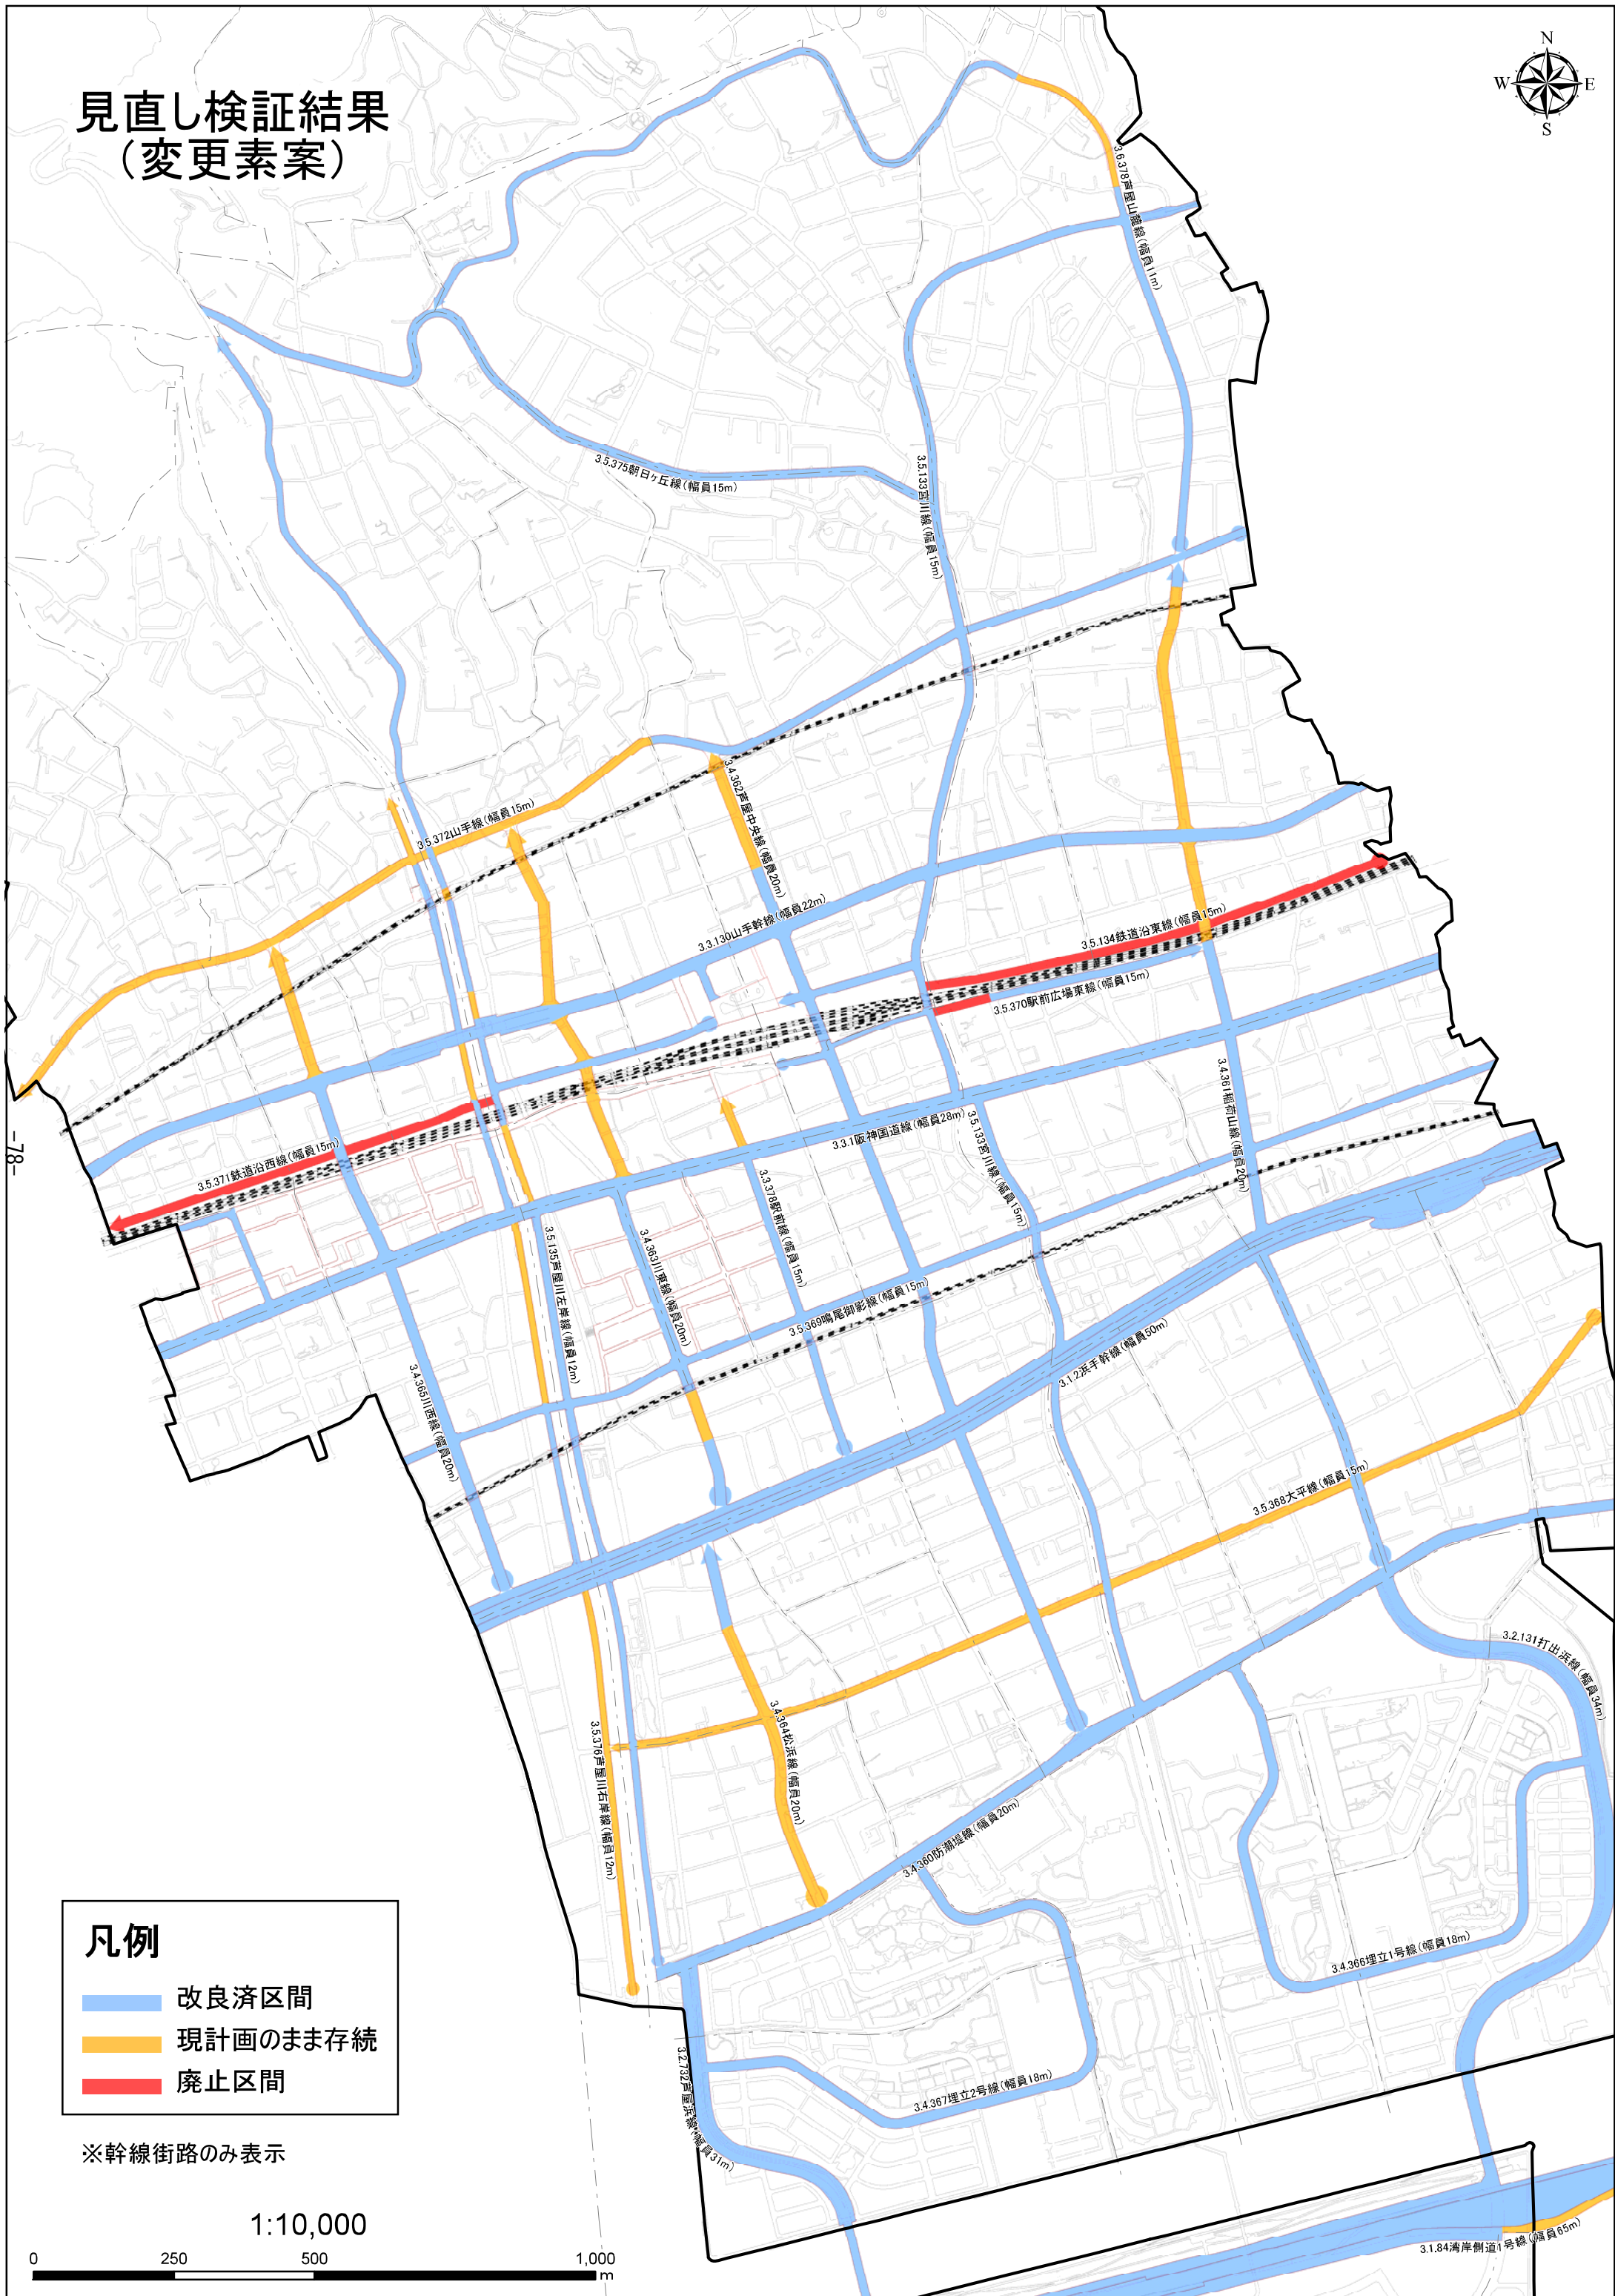 見直し検証結果
（変更素案）
N
W
E
S
3.6.378芦屋山麓線（幅員11m）
3.5.375朝日ヶ丘線（幅員15m）
3.5.133宮川線（幅員15m）
3.5.372山手線（幅員15m）
3.4.362芦屋中央線（幅員20m）
3.3.130山手幹線（幅員22m）
3.5.134鉄道沿東線（幅員15m）
3.5.370駅前広場東線（幅員15m）
3.5.371鉄道沿西線（幅員15m）
3.3.1阪神国道線（幅員28m）
3.4.361稲荷山線（幅員20m）
3.5.133宮川線（幅員15m）
3.3.378駅前線（幅員15m）
3.4.363川東線（幅員20m）
3.5.135芦屋川左岸線（幅員12m）
3.5.369鳴尾御影線（幅員15m）
3.4.365川西線（幅員20m）
3.1.2浜手幹線（幅員50m）
3.5.368大平線（幅員15m）
3.2.131打出浜線（幅員34m）
3.4.364松浜線（幅員20m）
3.5.376芦屋川右岸線（幅員12m）
3.4.360防潮堤線（幅員20m）
3.4.366埋立1号線（幅員18m）
3.4.367埋立2号線（幅員18m）
3.2.732芦屋浜線（幅員31m）
3.1.84湾岸側道1号線（幅員65m）
-78-
凡例
改良済区間
現計画のまま存続
廃止区間
※幹線街路のみ表示
1:10,000
0 250 500 1,000
m